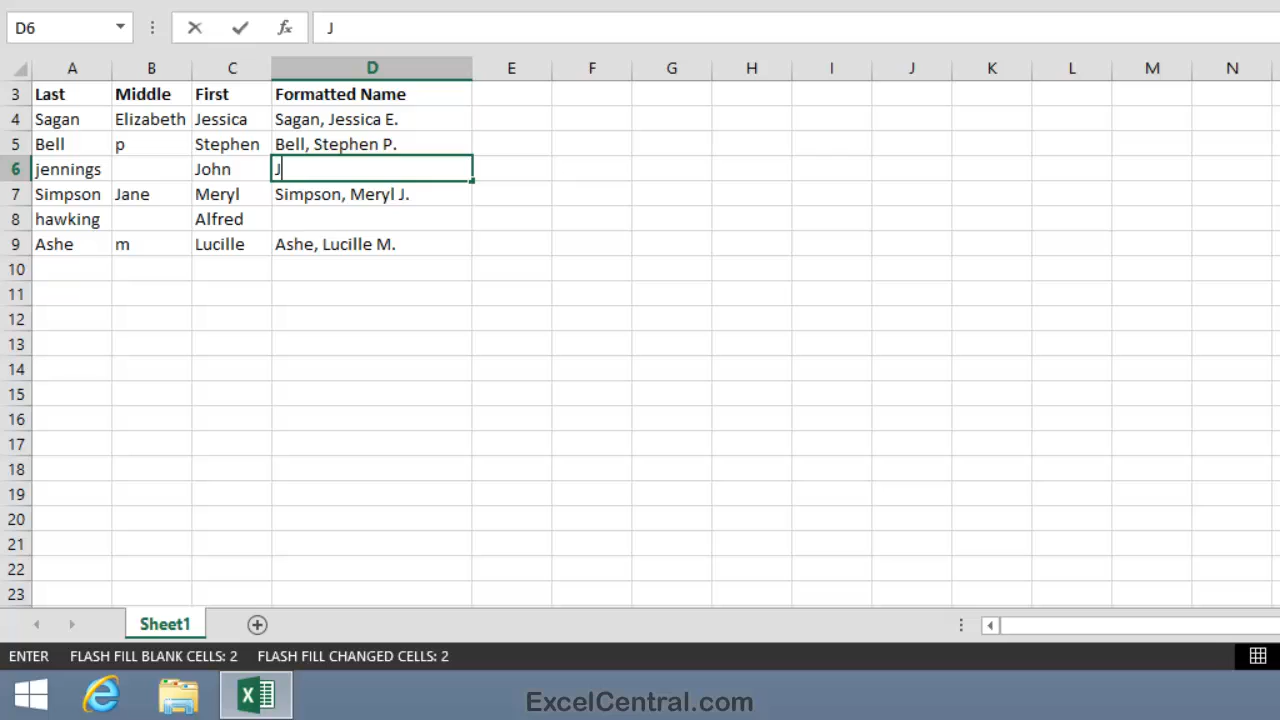 D6 fx J
A B C D E F G H I J K L M N
3 Last Middle First Formatted Name
4 Sagan Elizabeth Jessica Sagan, Jessica E.
5 Bell p Stephen Bell, Stephen P.
6 jennings John J
7 Simpson Jane Meryl Simpson, Meryl J.
8 hawking Alfred
9 Ashe m Lucille Ashe, Lucille M.
10
11
12
13
14
15
16
17
18
19
20
21
22
23
Sheet1
ENTER FLASH FILL BLANK CELLS: 2 FLASH FILL CHANGED CELLS: 2
ExcelCentral.com